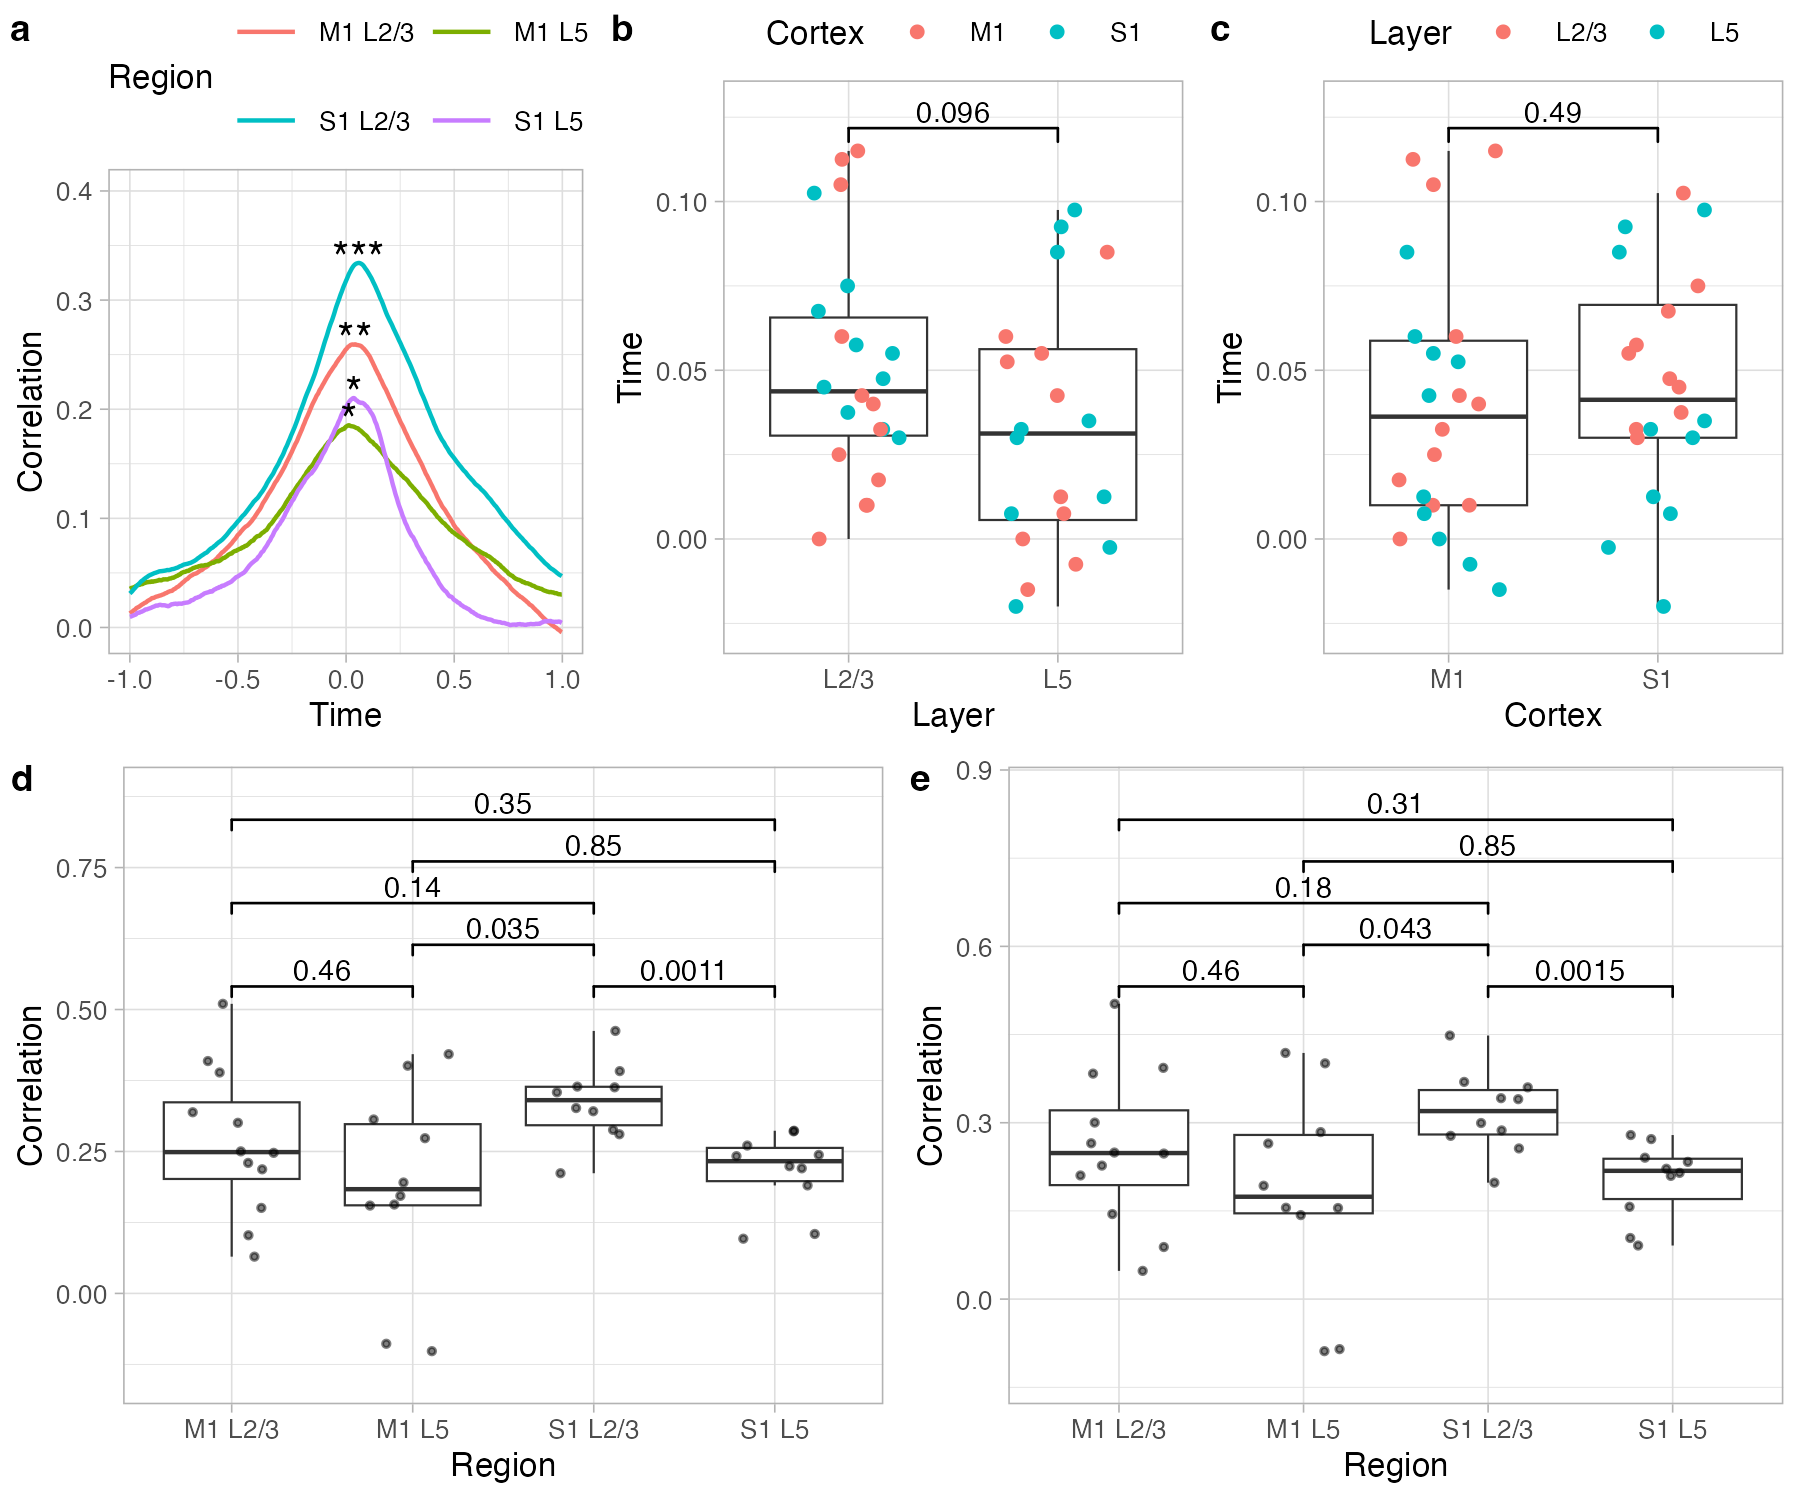 a
M1 L2/3
M1 L5
Region
S1 L2/3
S1 L5
***
**
*
*
0.4
0.3
0.2
0.1
0.0
Correlation
-1.0 -0.5 0.0 0.5 1.0
Time
b
Cortex M1 S1
0.096
0.10
0.05
0.00
Time
L2/3 L5
Layer
c
Layer L2/3 L5
0.49
0.10
0.05
0.00
Time
M1 S1
Cortex
d
0.35
0.85
0.14
0.035
0.46 0.0011
0.75
0.50
0.25
0.00
Correlation
M1 L2/3 M1 L5 S1 L2/3 S1 L5
Region
e
0.31
0.85
0.18
0.043
0.46 0.0015
0.9
0.6
0.3
0.0
Correlation
M1 L2/3 M1 L5 S1 L2/3 S1 L5
Region